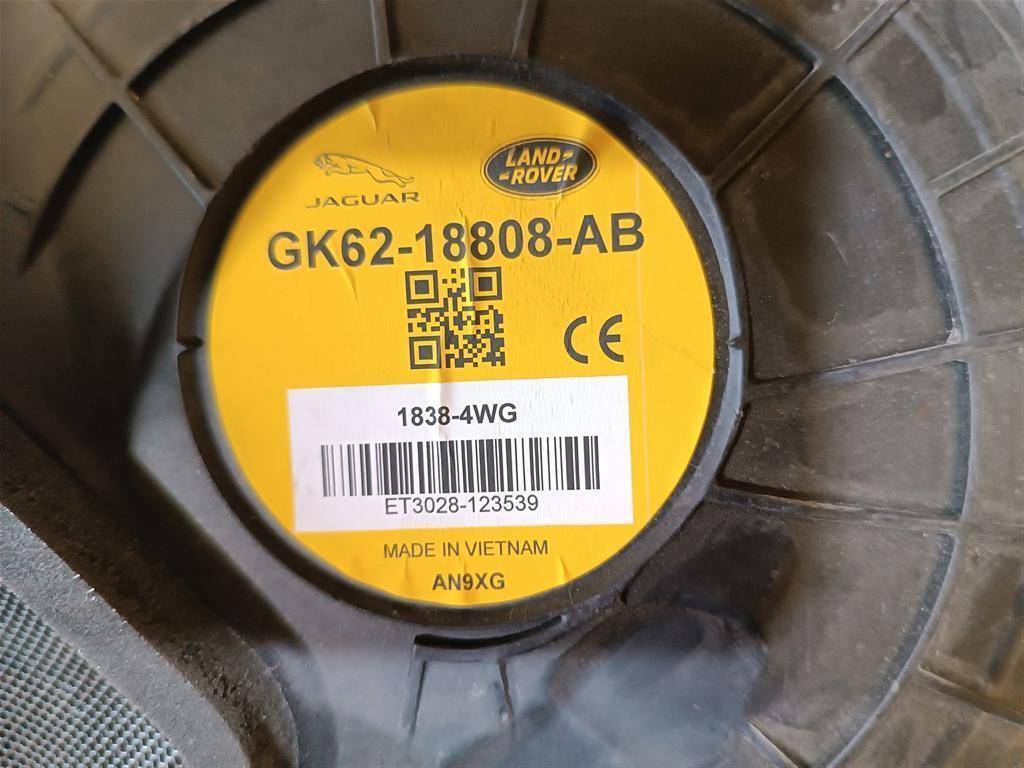 JAGUAR
LAND-
-ROVER
GK62-18808-AB
CE
1838-4WG
ET3028-123539
MADE IN VIETNAM
AN9XG